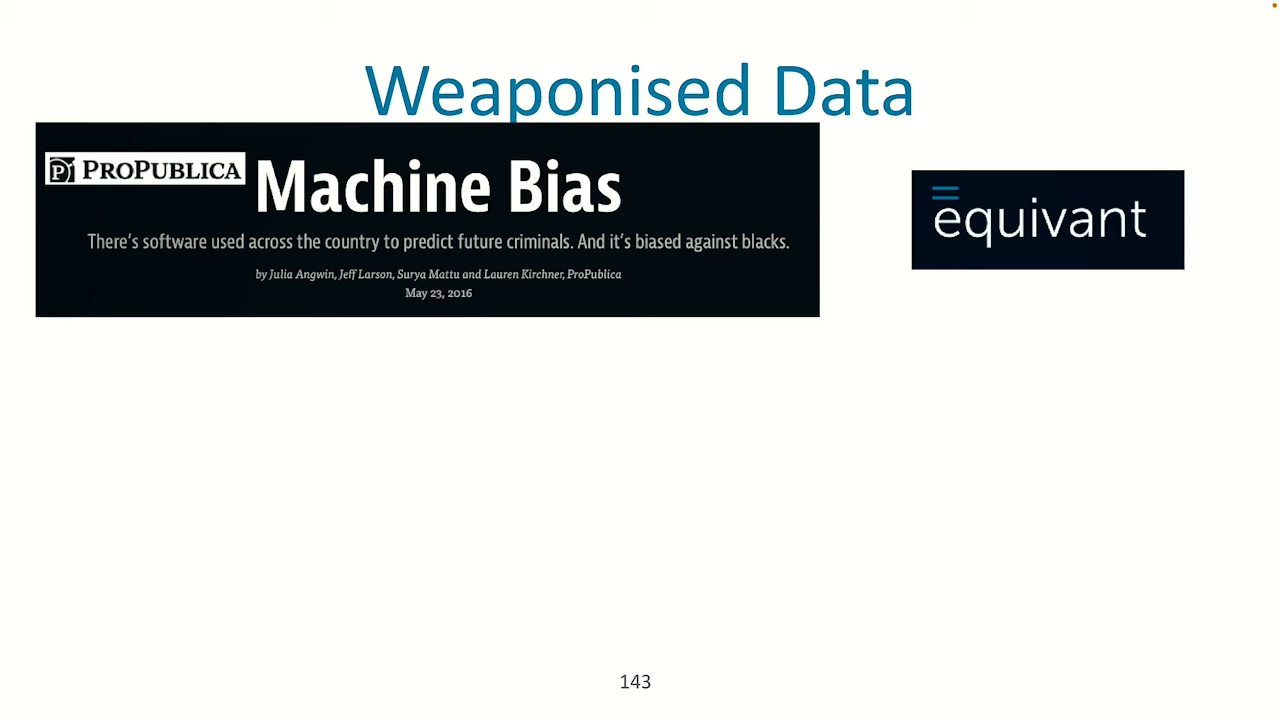 Weaponised Data
PROPUBLICA
Machine Bias
There's software used across the country to predict future criminals. And it's biased against blacks.
by Julia Angwin, Jeff Larson, Surya Mattu and Lauren Kirchner, ProPublica
May 23, 2016
equivant
143